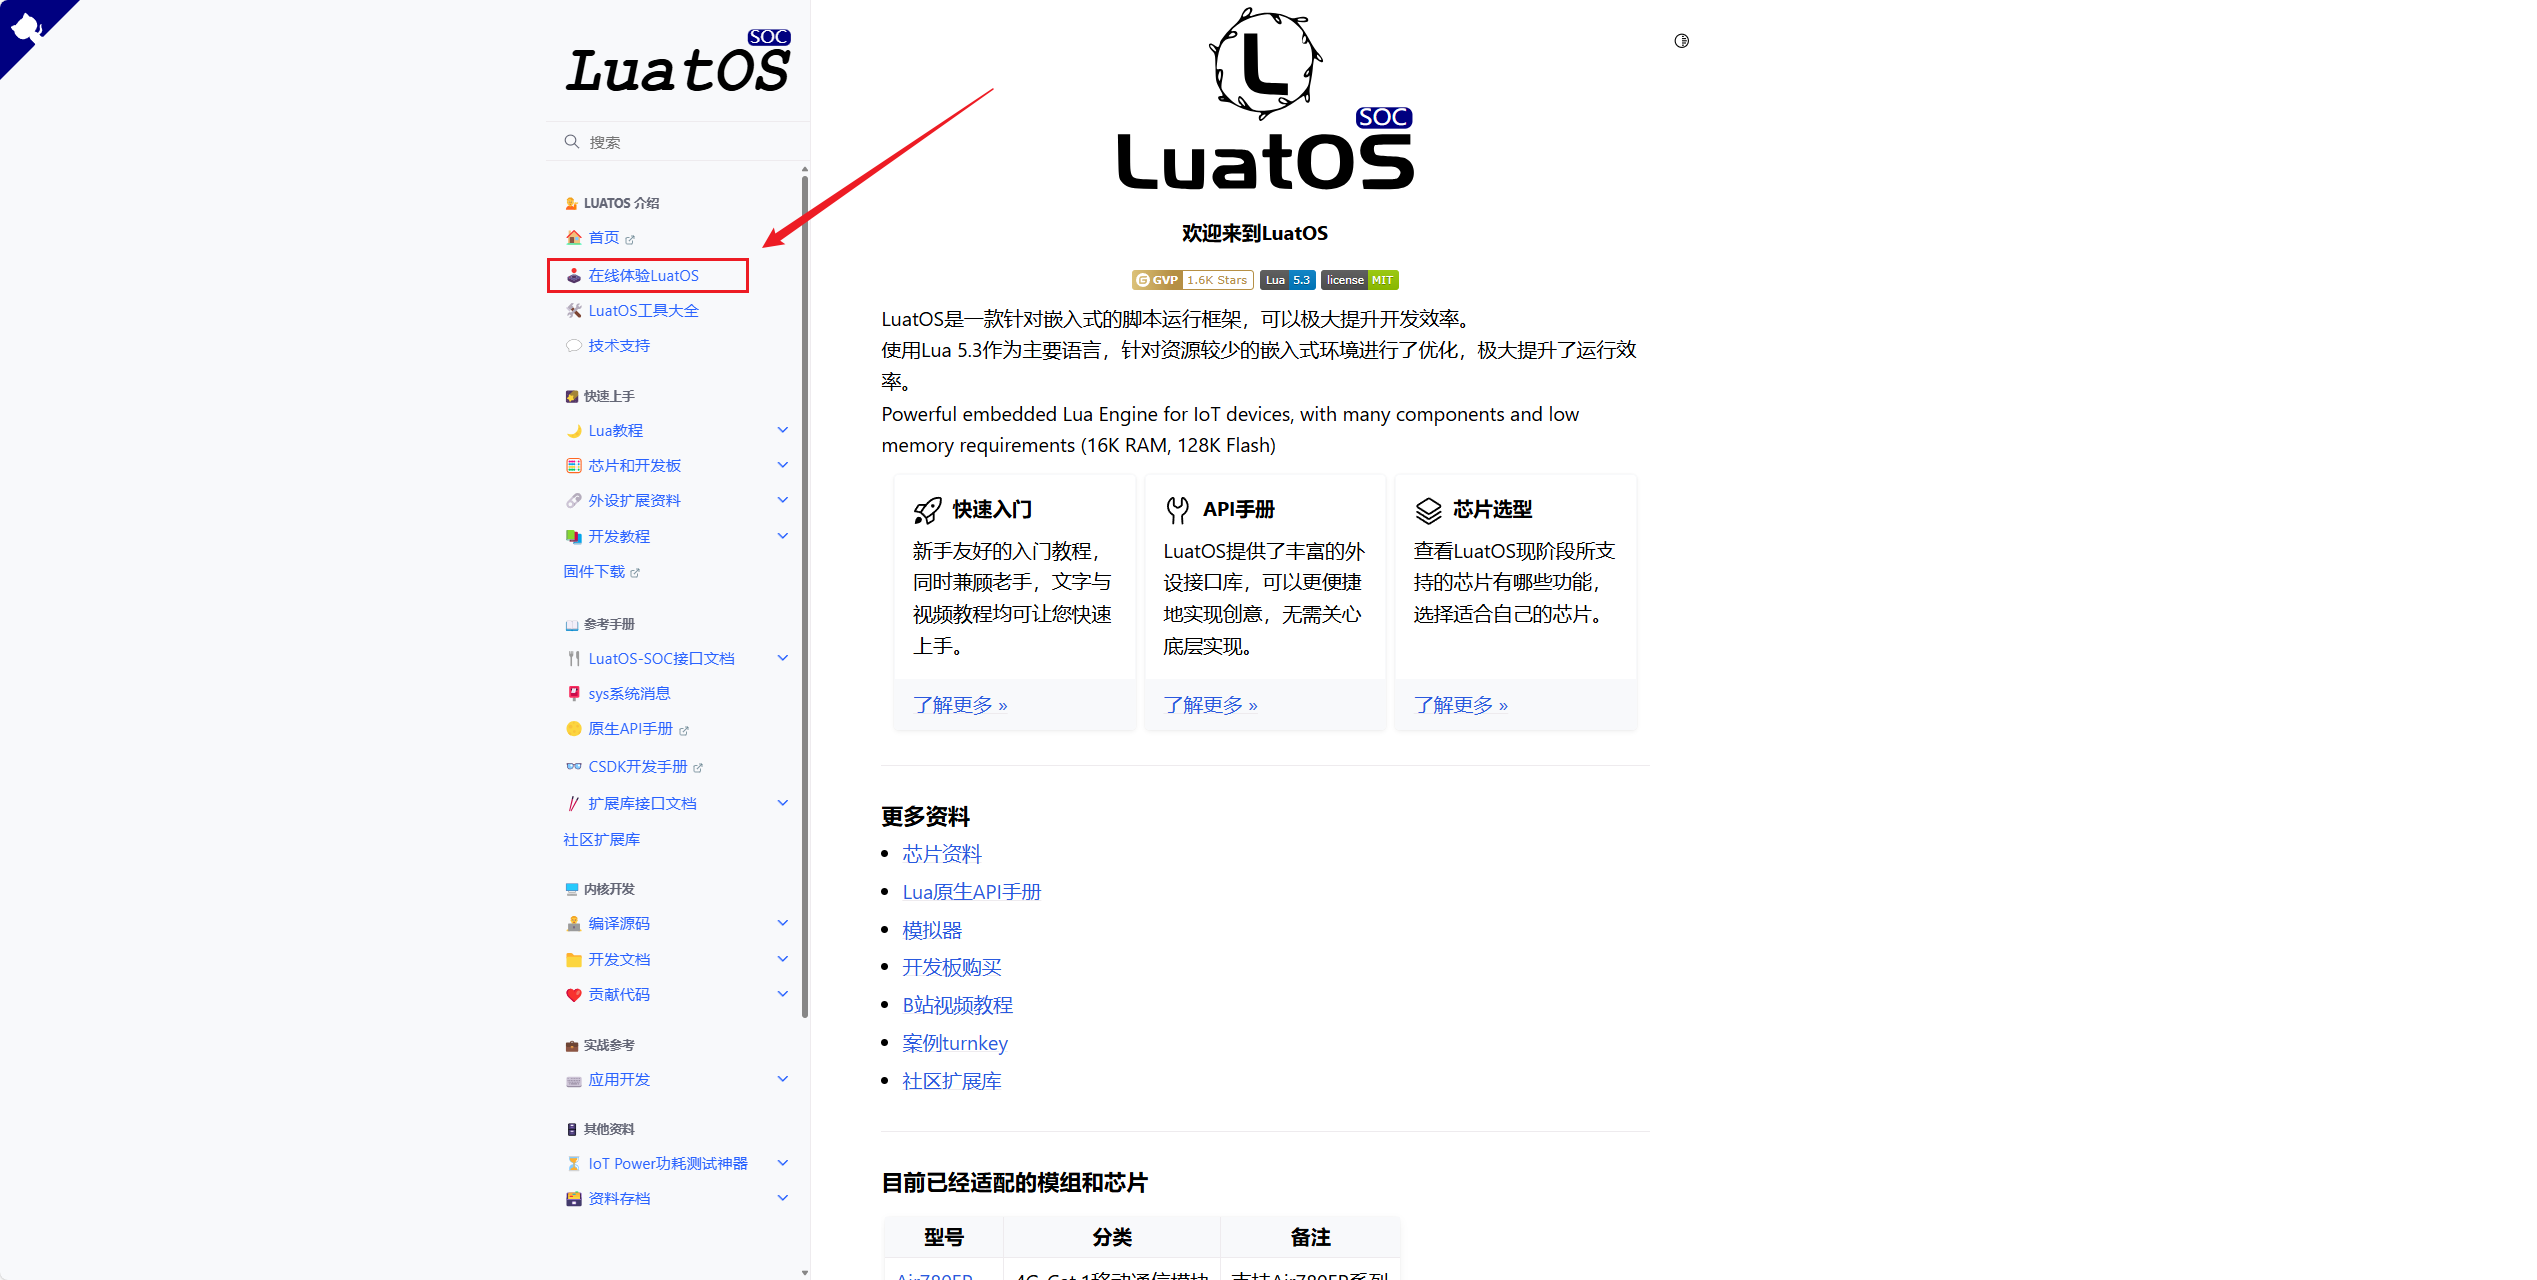 SOC
LuatOS
搜索
LUATOS 介绍
首页
在线体验LuatOS
LuatOS工具大全
技术支持
快速上手
Lua教程
芯片和开发板
外设扩展资料
开发教程
固件下载
参考手册
LuatOS-SOC接口文档
sys系统消息
原生API手册
CSDK开发手册
扩展库接口文档
社区扩展库
内核开发
编译源码
开发文档
贡献代码
实战参考
应用开发
其他资料
IoT Power功耗测试神器
资料存档
L
SOC
LuatOS
欢迎来到LuatOS
GVP 1.6K Stars Lua 5.3 license MIT
LuatOS是一款针对嵌入式的脚本运行框架，可以极大提升开发效率。
使用Lua 5.3作为主要语言，针对资源较少的嵌入式环境进行了优化，极大提升了运行效
率。
Powerful embedded Lua Engine for IoT devices, with many components and low
memory requirements (16K RAM, 128K Flash)
快速入门
新手友好的入门教程，
同时兼顾老手，文字与
视频教程均可让您快速
上手。
了解更多 »
API手册
LuatOS提供了丰富的外
设接口库，可以更便捷
地实现创意，无需关心
底层实现。
了解更多 »
芯片选型
查看LuatOS现阶段所支
持的芯片有哪些功能，
选择适合自己的芯片。
了解更多 »
更多资料
• 芯片资料
• Lua原生API手册
• 模拟器
• 开发板购买
• B站视频教程
• 案例turnkey
• 社区扩展库
目前已经适配的模组和芯片
型号 分类 备注
Air780EP 4G-Cat.1移动通信模块 支持Air780EP系列